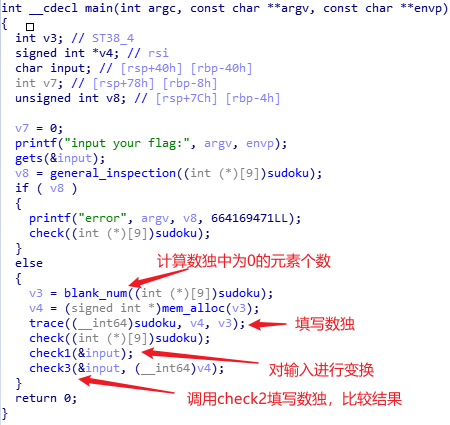 int __cdecl main(int argc, const char **argv, const char **envp)
{
int v3; // ST38_4
signed int *v4; // rsi
char input; // [rsp+40h] [rbp-40h]
int v7; // [rsp+78h] [rbp-8h]
unsigned int v8; // [rsp+7Ch] [rbp-4h]
v7 = 0;
printf("input your flag:", argv, envp);
gets(&input);
v8 = general_inspection((int (*)[9])sudoku);
if ( v8 )
{
printf("error", argv, v8, 664169471LL);
check((int (*)[9])sudoku);
}
else
计算数独中为0的元素个数
{
v3 = blank_num((int (*)[9])sudoku);
v4 = (signed int *)mem_alloc(v3);
trace((__int64)sudoku, v4, v3);
填写数独
check((int (*)[9])sudoku);
check1(&input);
对输入进行变换
check3(&input, (__int64)v4);
}
调用check2填写数独，比较结果
return 0;
}